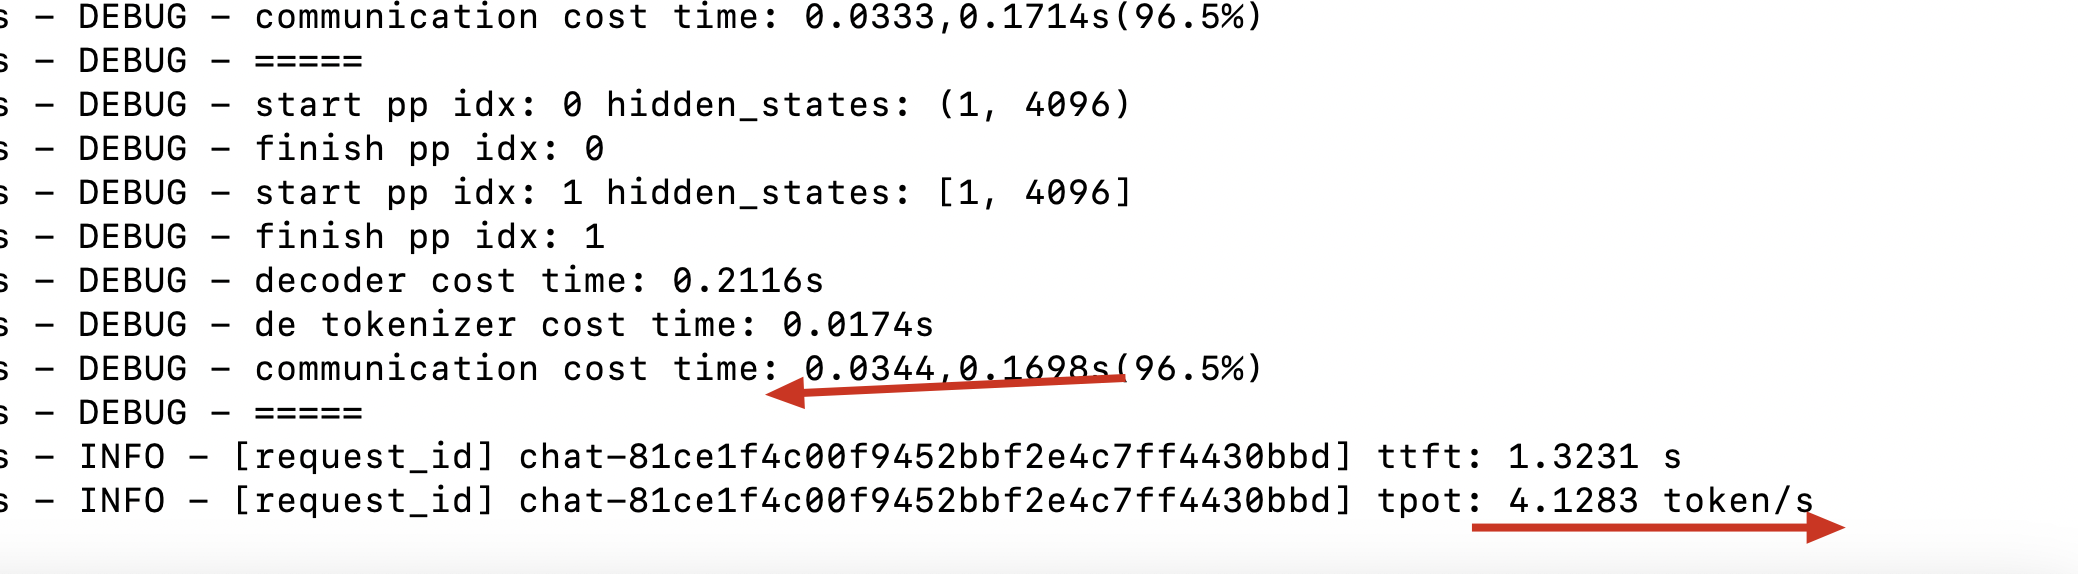 s – DEBUG – communication cost time: 0.0333,0.1714s(96.5%)
s – DEBUG – =====
s – DEBUG – start pp idx: 0 hidden_states: (1, 4096)
s – DEBUG – finish pp idx: 0
s – DEBUG – start pp idx: 1 hidden_states: [1, 4096]
s – DEBUG – finish pp idx: 1
s – DEBUG – decoder cost time: 0.2116s
s – DEBUG – de tokenizer cost time: 0.0174s
s – DEBUG – communication cost time: 0.0344,0.1698s(96.5%)
s – DEBUG – =====
s – INFO – [request_id] chat-81ce1f4c00f9452bbf2e4c7ff4430bbd] ttft: 1.3231 s
s – INFO – [request_id] chat-81ce1f4c00f9452bbf2e4c7ff4430bbd] tpot: 4.1283 token/s